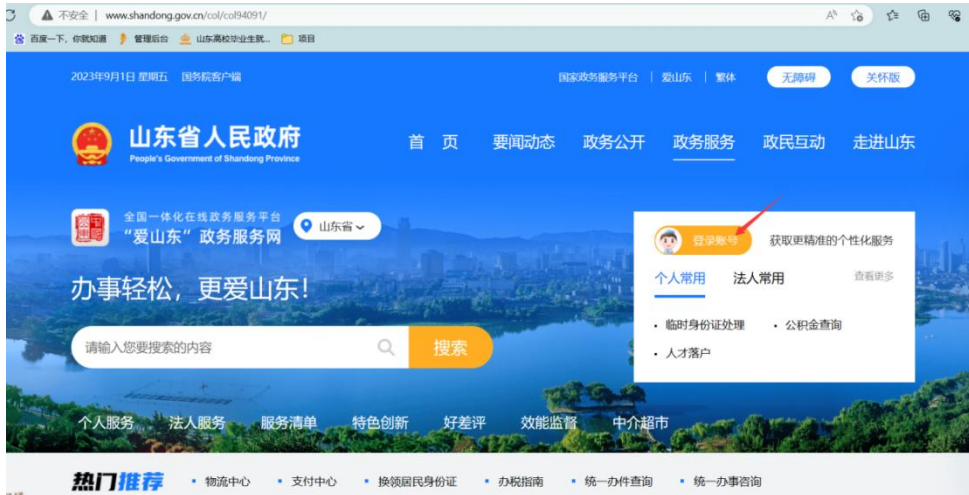 不安全 | www.shandong.gov.cn/col/col94091/
百度一下，你就知道 管理后台 山东高校毕业生就... 项目
2023年9月1日 星期五 国务院客户端 国家政务服务平台 | 爱山东 | 繁体 无障碍 关怀版
山东省人民政府
People's Government of Shandong Province
首 页 要闻动态 政务公开 政务服务 政民互动 走进山东
全国一体化在线政务服务平台
“爱山东”政务服务网
山东省
登录账号 获取更精准的个性化服务
个人常用 法人常用 查看更多
办事轻松，更爱山东！
· 临时身份证处理 · 公积金查询
· 人才落户
请输入您要搜索的内容 搜索
个人服务 法人服务 服务清单 特色创新 好差评 效能监督 中介超市
热门推荐 · 物流中心 · 支付中心 · 换领居民身份证 · 办税指南 · 统一办件查询 · 统一办事咨询